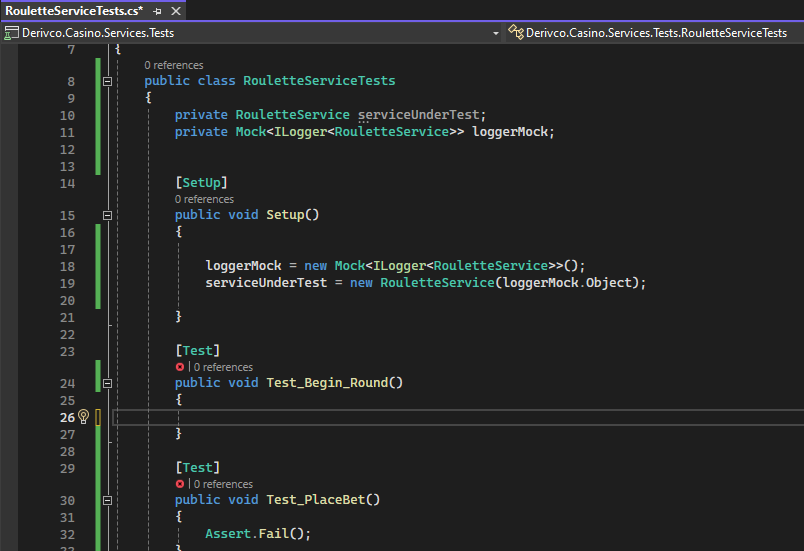 RouletteServiceTests.cs*
Derivco.Casino.Services.Tests
Derivco.Casino.Services.Tests.RouletteServiceTests
7 {
0 references
8 public class RouletteServiceTests
9 {
10 private RouletteService serviceUnderTest;
11 private Mock<ILogger<RouletteService>> loggerMock;
12
13
14 [SetUp]
0 references
15 public void Setup()
16 {
17
18 loggerMock = new Mock<ILogger<RouletteService>>();
19 serviceUnderTest = new RouletteService(loggerMock.Object);
20
21 }
22
23 [Test]
0 references
24 public void Test_Begin_Round()
25 {
26
27 }
28
29 [Test]
0 references
30 public void Test_PlaceBet()
31 {
32 Assert.Fail();
33 }